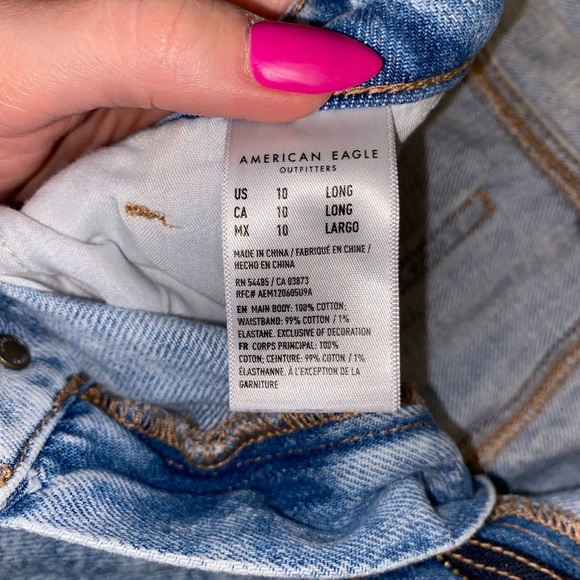 AMERICAN EAGLE
OUTFITTERS
US 10 LONG
CA 10 LONG
MX 10 LARGO
MADE IN CHINA / FABRIQUÉ EN CHINE /
HECHO EN CHINA
RN 54485 / CA 03873
RFC# AEM120605U9A
EN MAIN BODY: 100% COTTON;
WAISTBAND: 99% COTTON / 1%
ELASTANE. EXCLUSIVE OF DECORATION
FR CORPS PRINCIPAL: 100%
COTON; CEINTURE: 99% COTON / 1%
ÉLASTHANNE. À L'EXCEPTION DE LA
GARNITURE